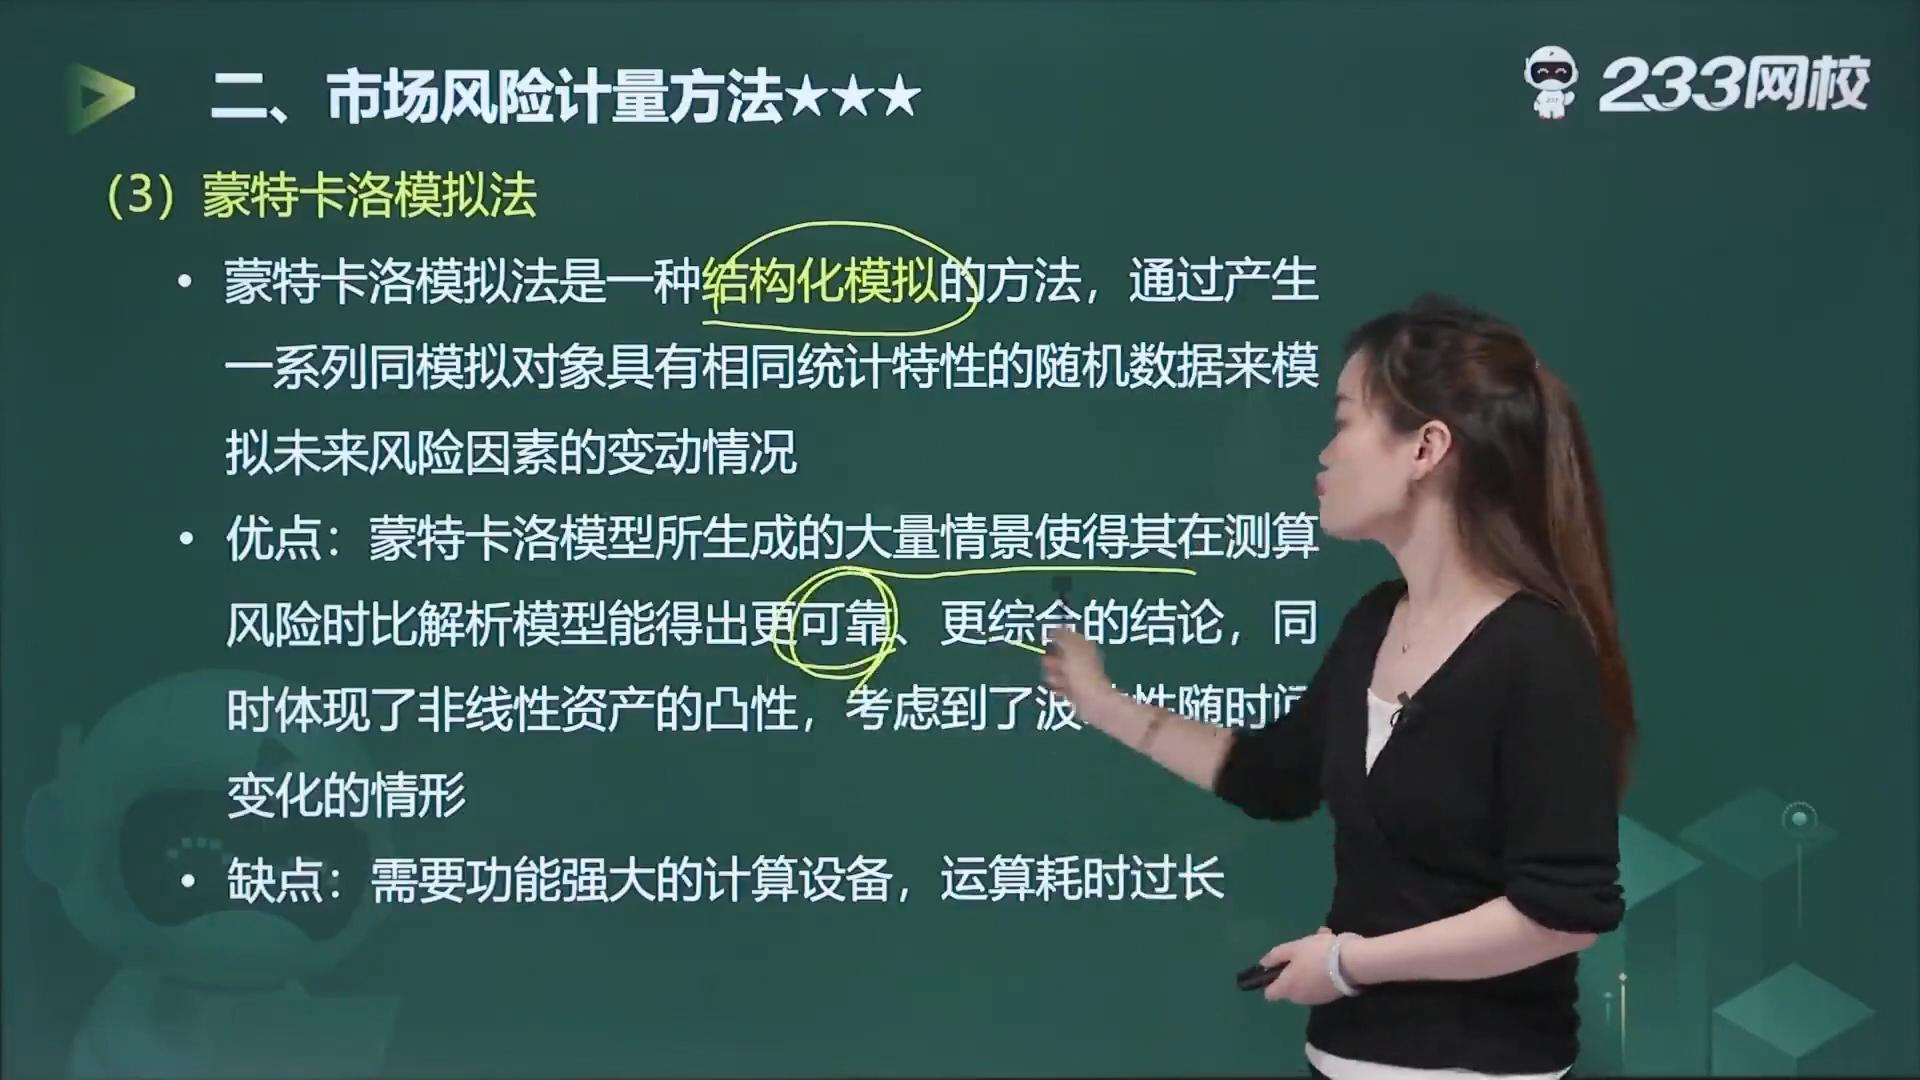 二、市场风险计量方法★★★
233网校
（3）蒙特卡洛模拟法
• 蒙特卡洛模拟法是一种结构化模拟的方法，通过产生
一系列同模拟对象具有相同统计特性的随机数据来模
拟未来风险因素的变动情况
• 优点：蒙特卡洛模型所生成的大量情景使得其在测算
风险时比解析模型能得出更可靠、更综合的结论，同
时体现了非线性资产的凸性，考虑到了波 性随时间
变化的情形
• 缺点：需要功能强大的计算设备，运算耗时过长